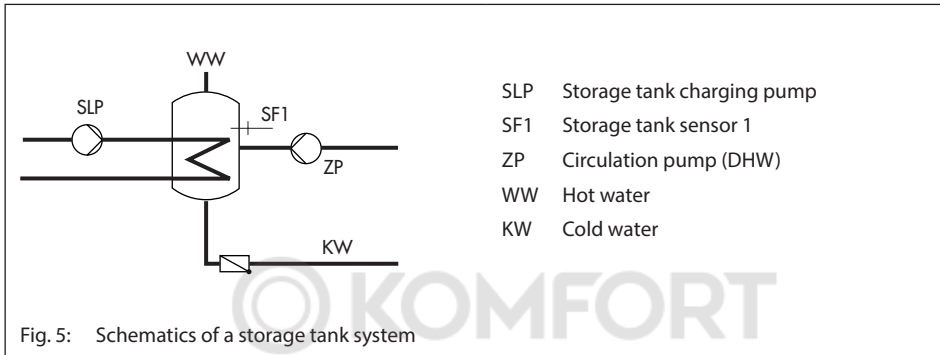 WW
SLP
SF1
ZP
KW
SLP Storage tank charging pump
SF1 Storage tank sensor 1
ZP Circulation pump (DHW)
WW Hot water
KW Cold water
KOMFORT
Fig. 5: Schematics of a storage tank system